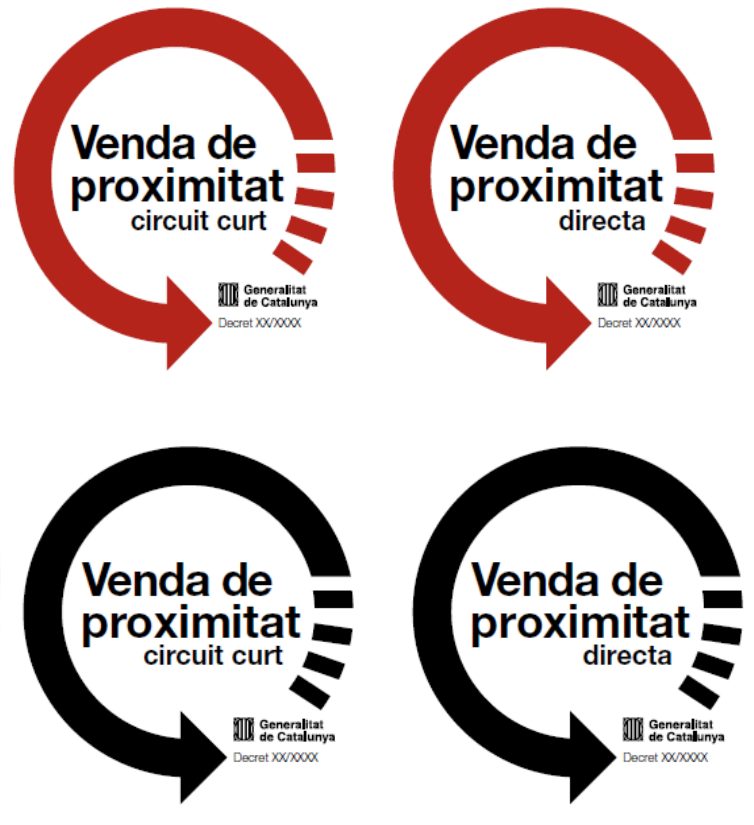 Venda de
proximitat
circuit curt
Generalitat
de Catalunya
Decret XX/XXXX
Venda de
proximitat
directa
Generalitat
de Catalunya
Decret XX/XXXX
Venda de
proximitat
circuit curt
Generalitat
de Catalunya
Decret XX/XXXX
Venda de
proximitat
directa
Generalitat
de Catalunya
Decret XX/XXXX